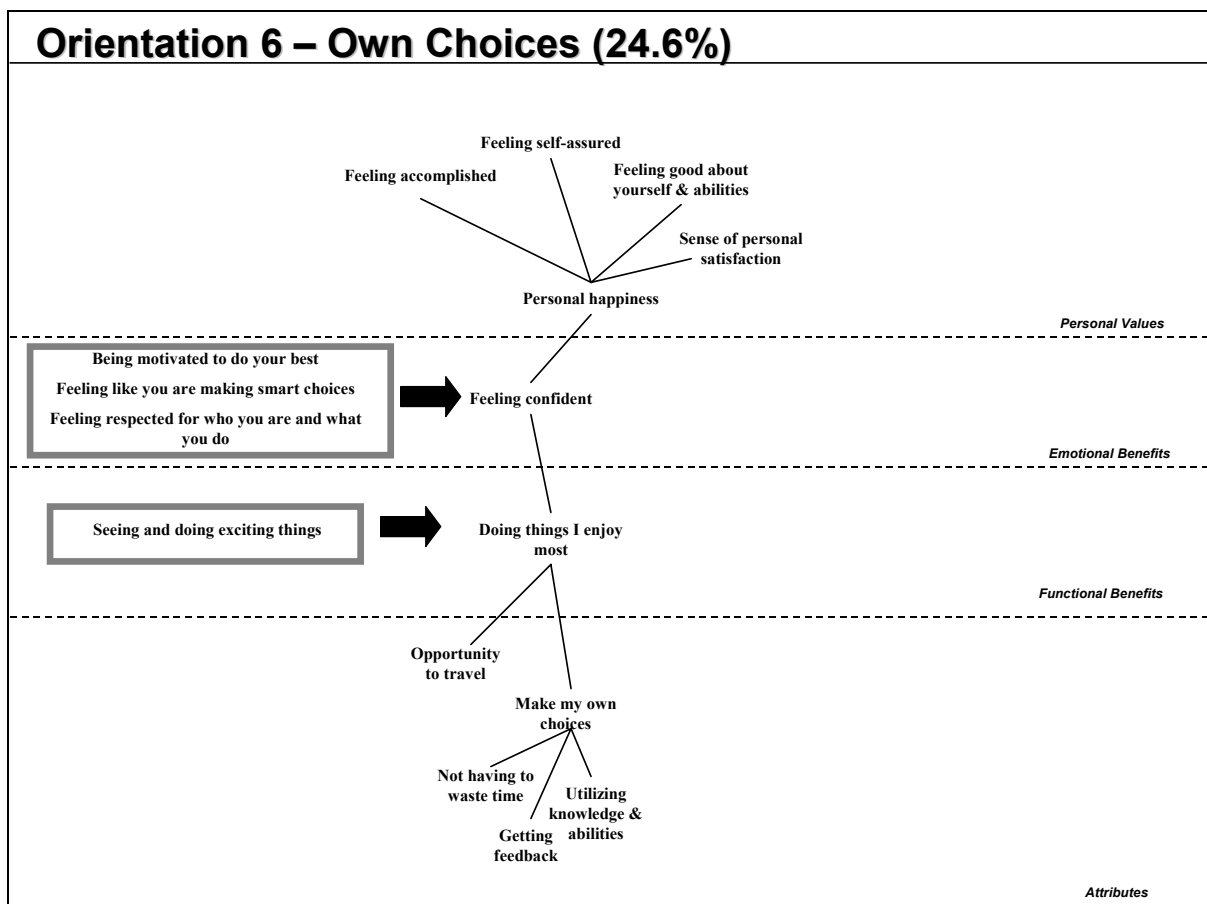 Orientation 6 – Own Choices (24.6%)
Feeling self-assured
Feeling accomplished
Feeling good about
yourself & abilities
Sense of personal
satisfaction
Personal happiness
Personal Values
Being motivated to do your best
Feeling like you are making smart choices
Feeling respected for who you are and what
you do
Feeling confident
Emotional Benefits
Seeing and doing exciting things
Doing things I enjoy
most
Functional Benefits
Opportunity
to travel
Make my own
choices
Not having to
waste time
Utilizing
knowledge &
abilities
Getting
feedback
Attributes